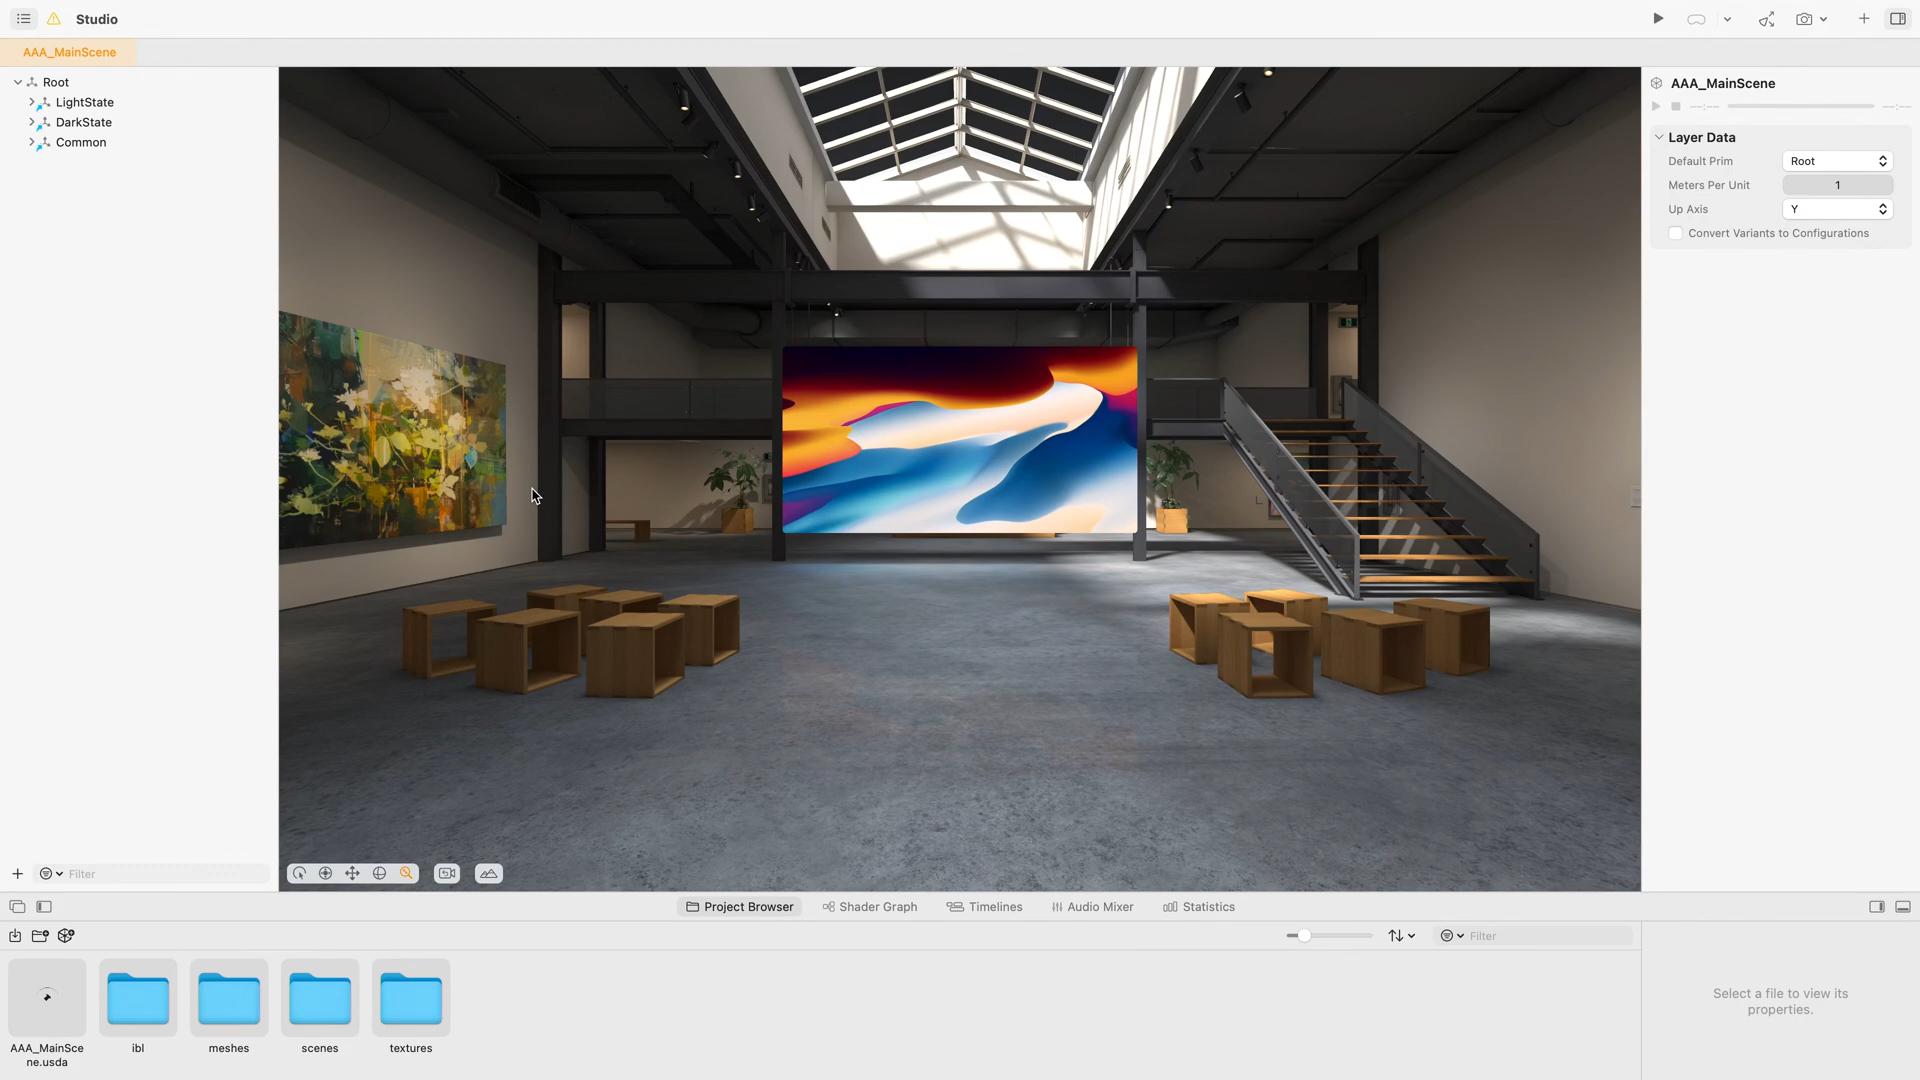 Studio
AAA_MainScene
Root
LightState
DarkState
Common
Filter
AAA_MainScene
--:--
--:--
Layer Data
Default Prim
Root
Meters Per Unit
1
Up Axis
Y
Convert Variants to Configurations
Project Browser
Shader Graph
Timelines
Audio Mixer
Statistics
Filter
AAA_MainSce
ne.usda
ibl
meshes
scenes
textures
Select a file to view its
properties.